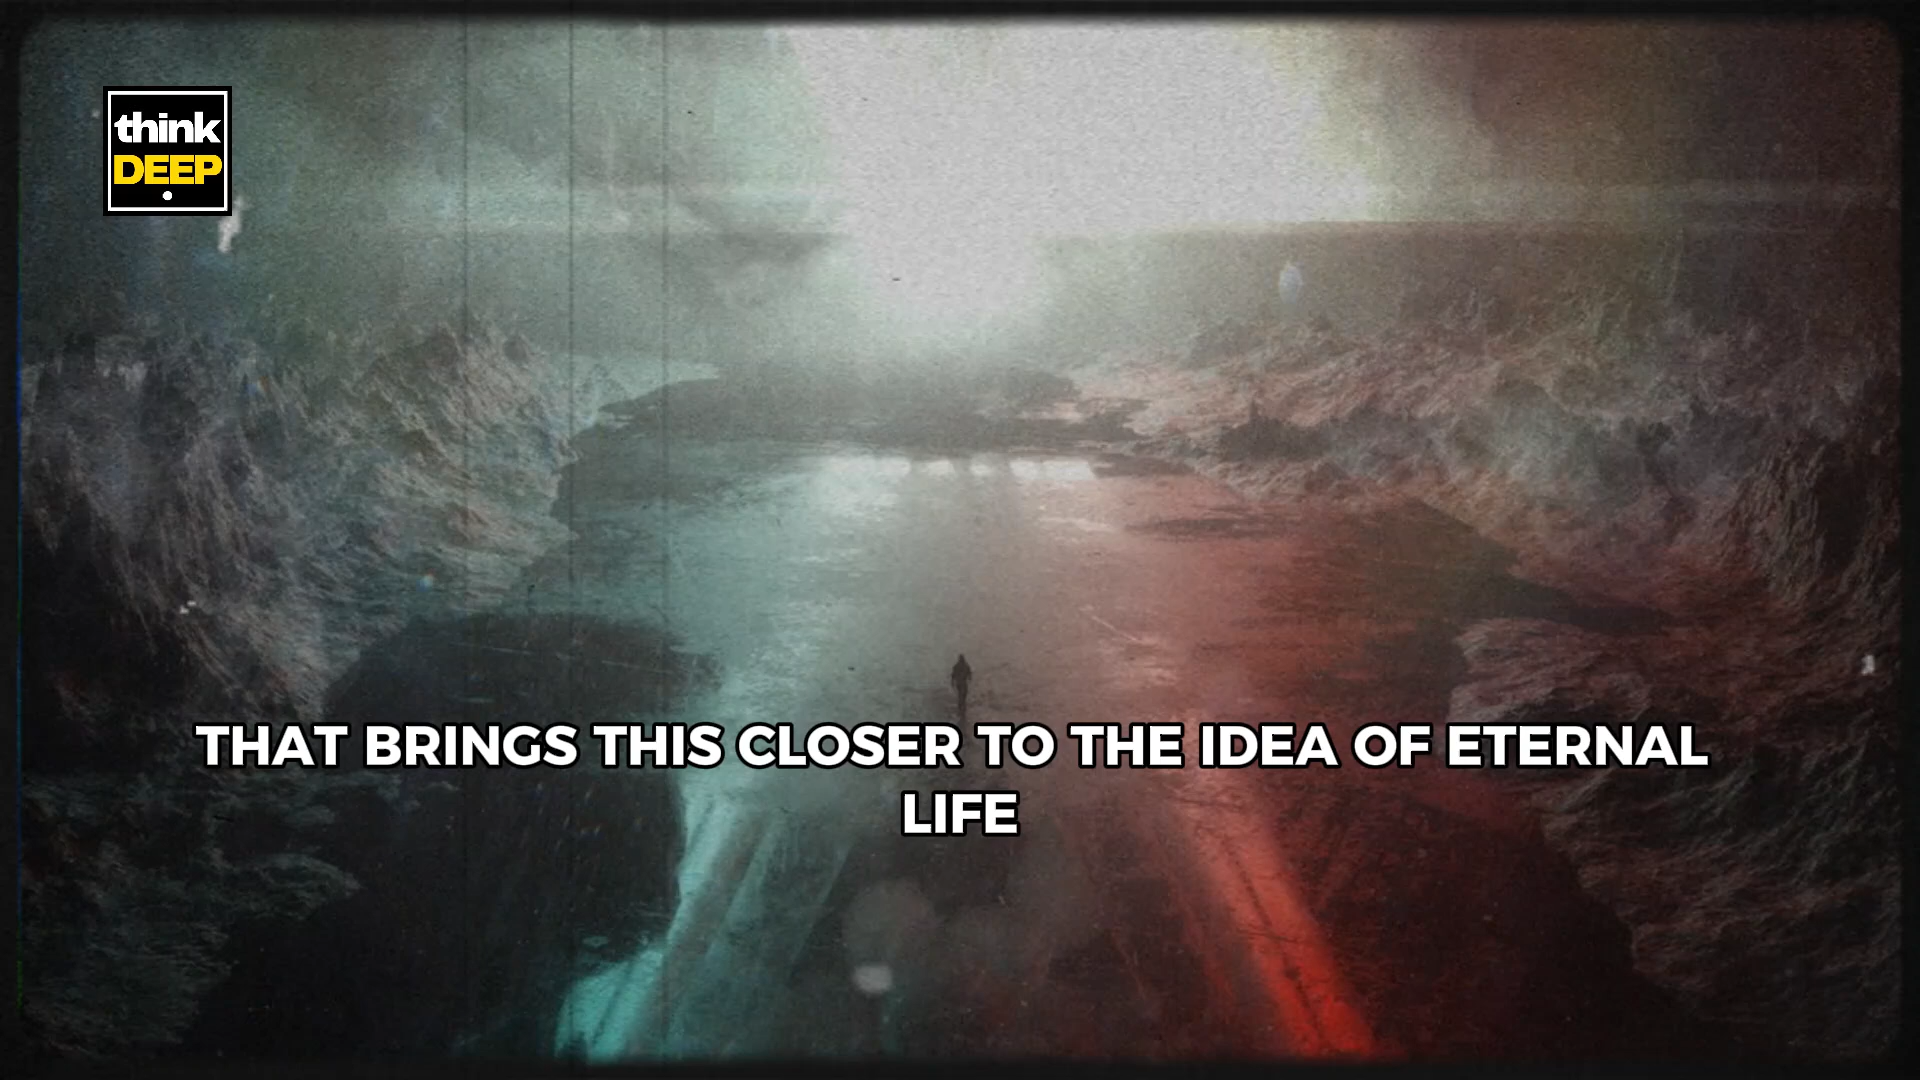 think
DEEP
THAT BRINGS THIS CLOSER TO THE IDEA OF ETERNAL
LIFE